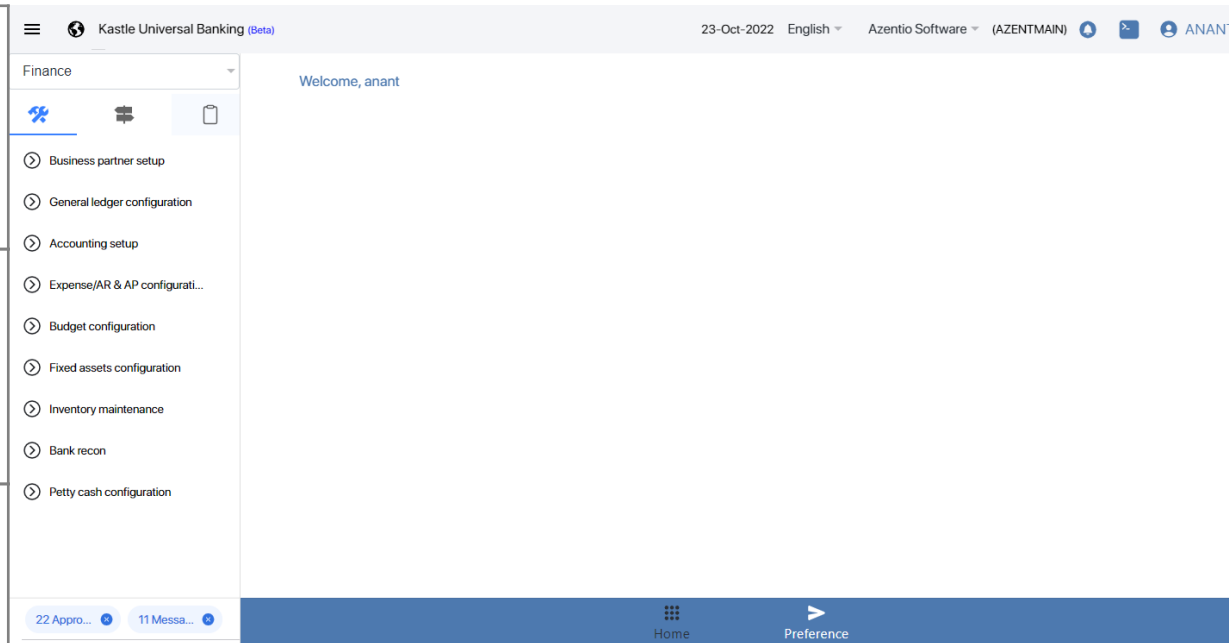 Kastle Universal Banking (Beta) 23-Oct-2022 English Azentio Software (AZENTMAIN) ANANT
Finance
Welcome, anant
Business partner setup
General ledger configuration
Accounting setup
Expense/AR & AP configurati...
Budget configuration
Fixed assets configuration
Inventory maintenance
Bank recon
Petty cash configuration
22 Appro... 11 Messa...
Home Preference